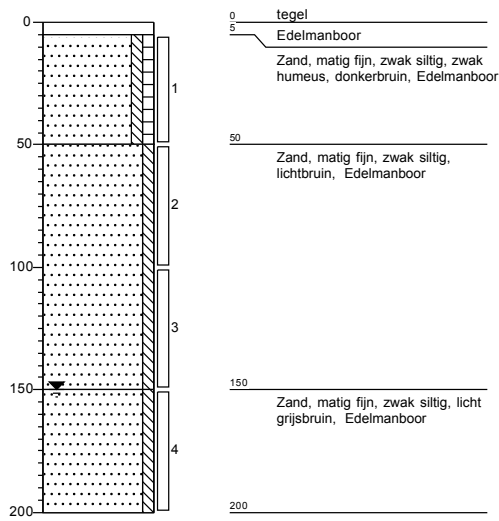 0
50
100
150
200
1
2
3
4
0 tegel
5 Edelmanboor
Zand, matig fijn, zwak siltig, zwak
humeus, donkerbruin, Edelmanboor
50
Zand, matig fijn, zwak siltig,
lichtbruin, Edelmanboor
150
Zand, matig fijn, zwak siltig, licht
grijsbruin, Edelmanboor
200